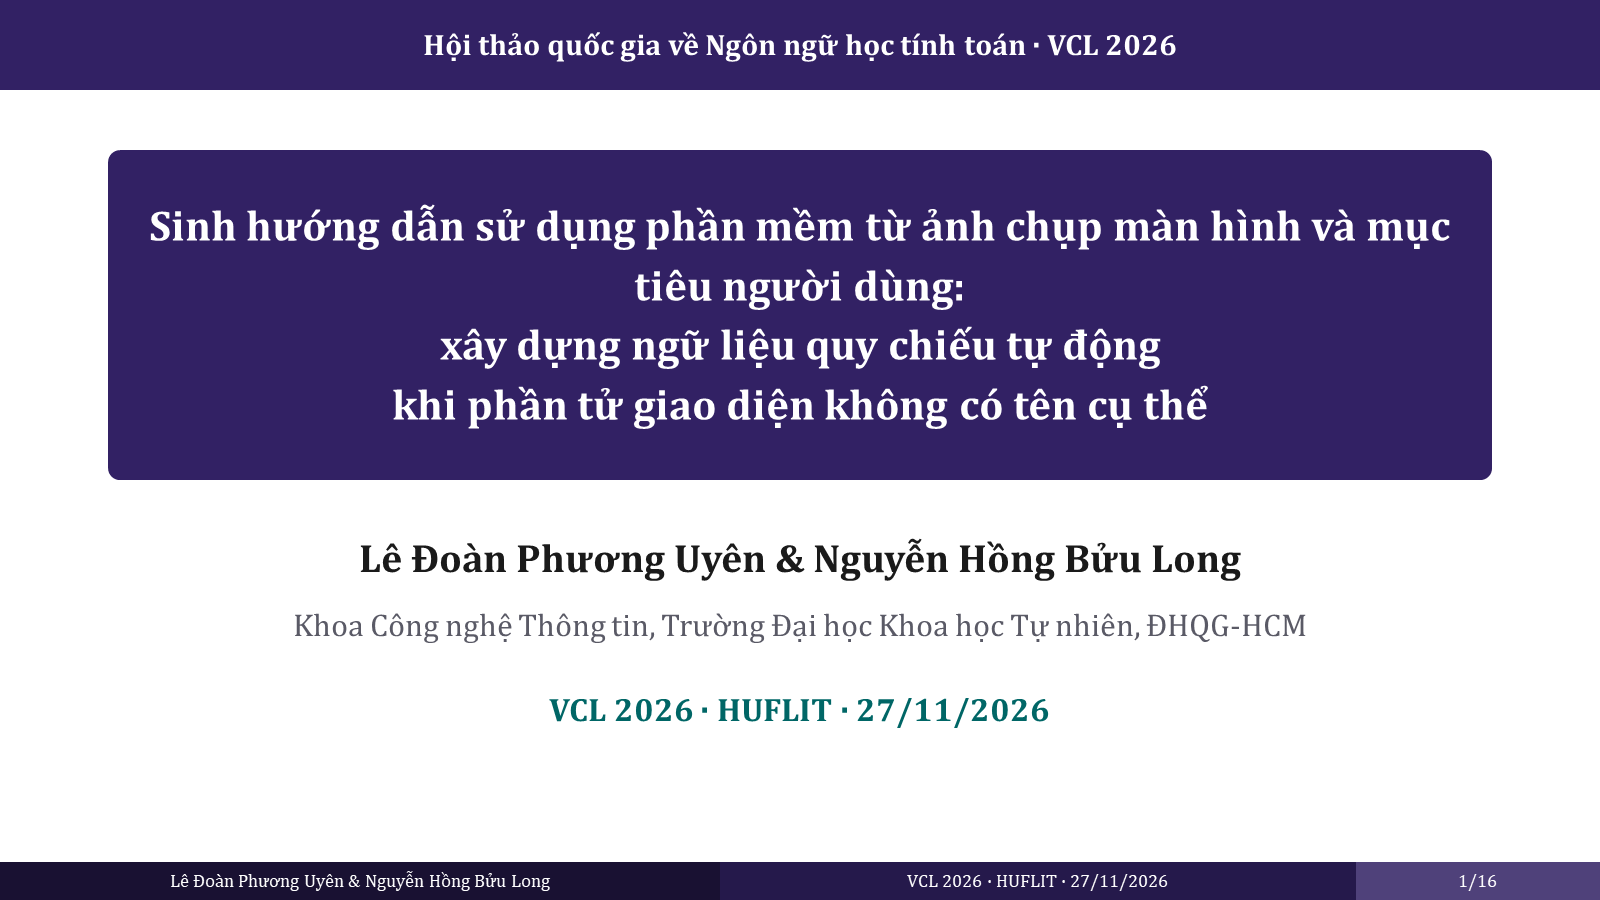 Hội thảo quốc gia về Ngôn ngữ học tính toán · VCL 2026
Sinh hướng dẫn sử dụng phần mềm từ ảnh chụp màn hình và mục
tiêu người dùng:
xây dựng ngữ liệu quy chiếu tự động
khi phần tử giao diện không có tên cụ thể
Lê Đoàn Phương Uyên & Nguyễn Hồng Bửu Long
Khoa Công nghệ Thông tin, Trường Đại học Khoa học Tự nhiên, ĐHQG-HCM
VCL 2026 · HUFLIT · 27/11/2026
Lê Đoàn Phương Uyên & Nguyễn Hồng Bửu Long
VCL 2026 · HUFLIT · 27/11/2026
1/16